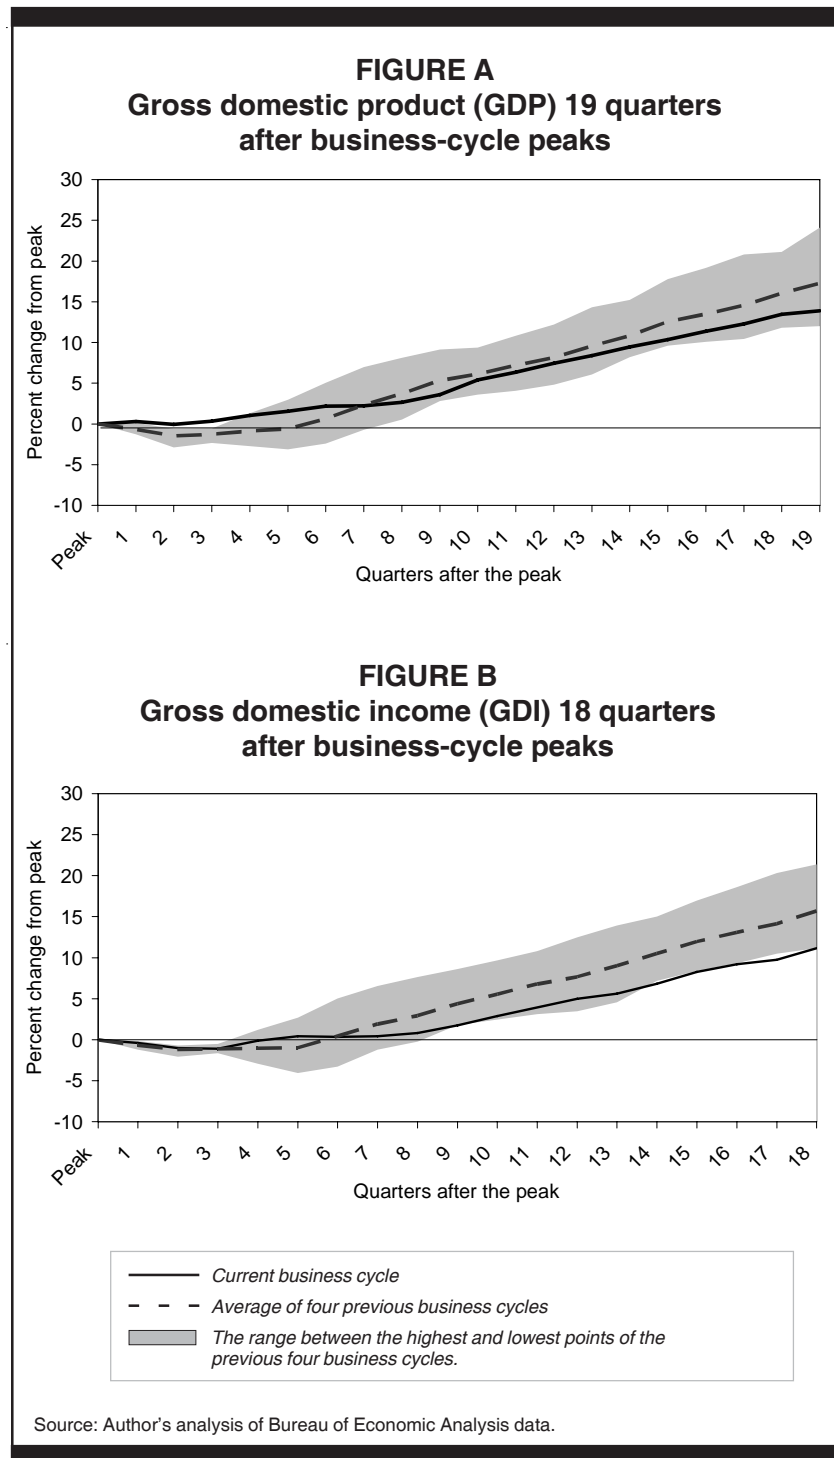 FIGURE A
Gross domestic product (GDP) 19 quarters
after business-cycle peaks
Percent change from peak
30
25
20
15
10
5
0
-5
-10
Peak 1 2 3 4 5 6 7 8 9 10 11 12 13 14 15 16 17 18 19
Quarters after the peak
FIGURE B
Gross domestic income (GDI) 18 quarters
after business-cycle peaks
Percent change from peak
30
25
20
15
10
5
0
-5
-10
Peak 1 2 3 4 5 6 7 8 9 10 11 12 13 14 15 16 17 18
Quarters after the peak
Current business cycle
Average of four previous business cycles
The range between the highest and lowest points of the
previous four business cycles.
Source: Author's analysis of Bureau of Economic Analysis data.